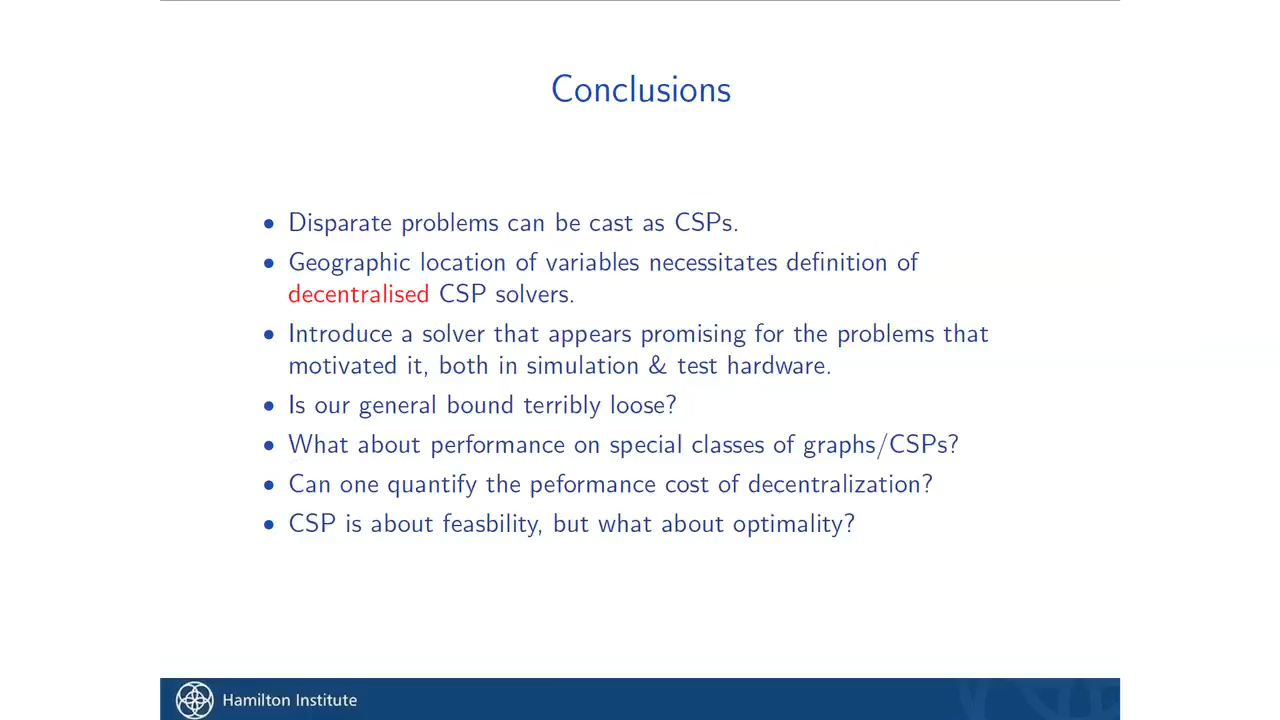 Conclusions
• Disparate problems can be cast as CSPs.
• Geographic location of variables necessitates definition of
decentralised CSP solvers.
• Introduce a solver that appears promising for the problems that
motivated it, both in simulation & test hardware.
• Is our general bound terribly loose?
• What about performance on special classes of graphs/CSPs?
• Can one quantify the peformance cost of decentralization?
• CSP is about feasbility, but what about optimality?
Hamilton Institute